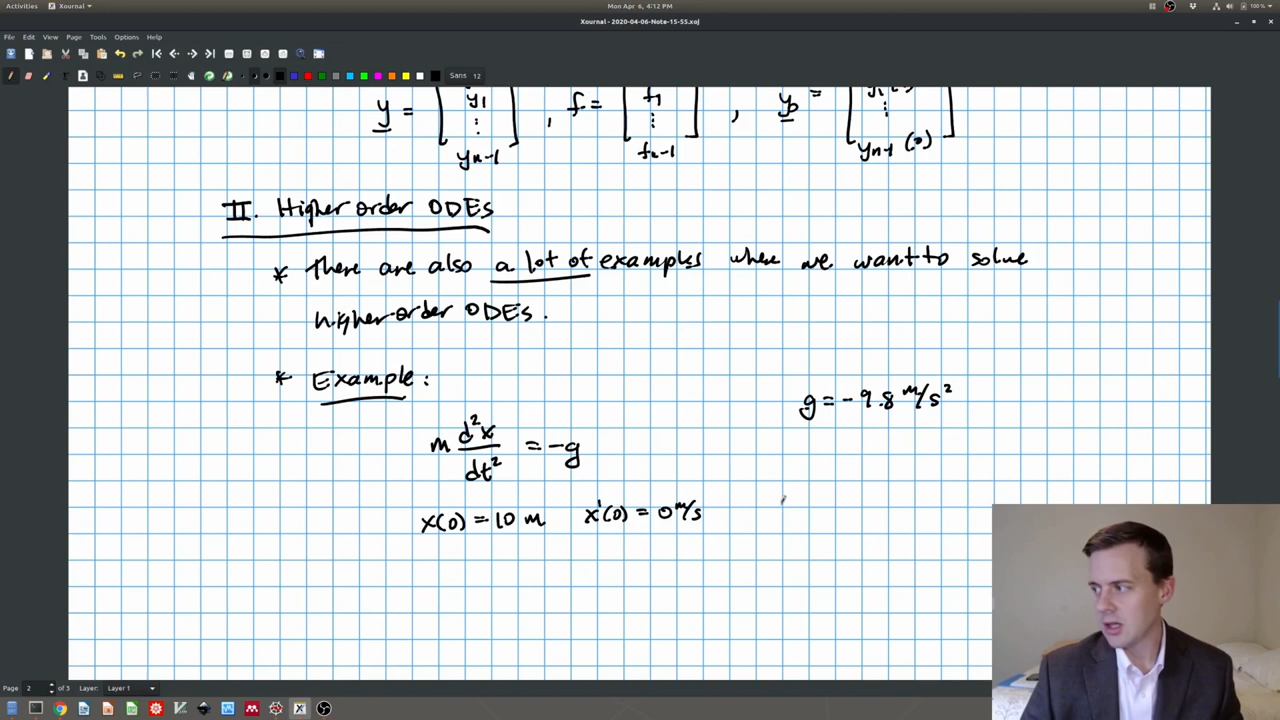 Activities Xournal Mon Apr 6, 4:12 PM 100%
Xournal - 2020-04-06-Note-15-55.xoj
File Edit View Page Tools Options Help
Sans 12
y = [ y1 ⋮ yn-1 ] , f = [ f1 ⋮ fn-1 ] , y0 = [ ⋮ yn-1 (0) ]
II. Higher order ODEs
* There are also a lot of examples where we want to solve
higher-order ODEs.
* Example:
g = -9.8 m/s²
m d²x/dt² = -g
x(0) = 10 m x'(0) = 0 m/s
Page 2 of 3 Layer: Layer 1